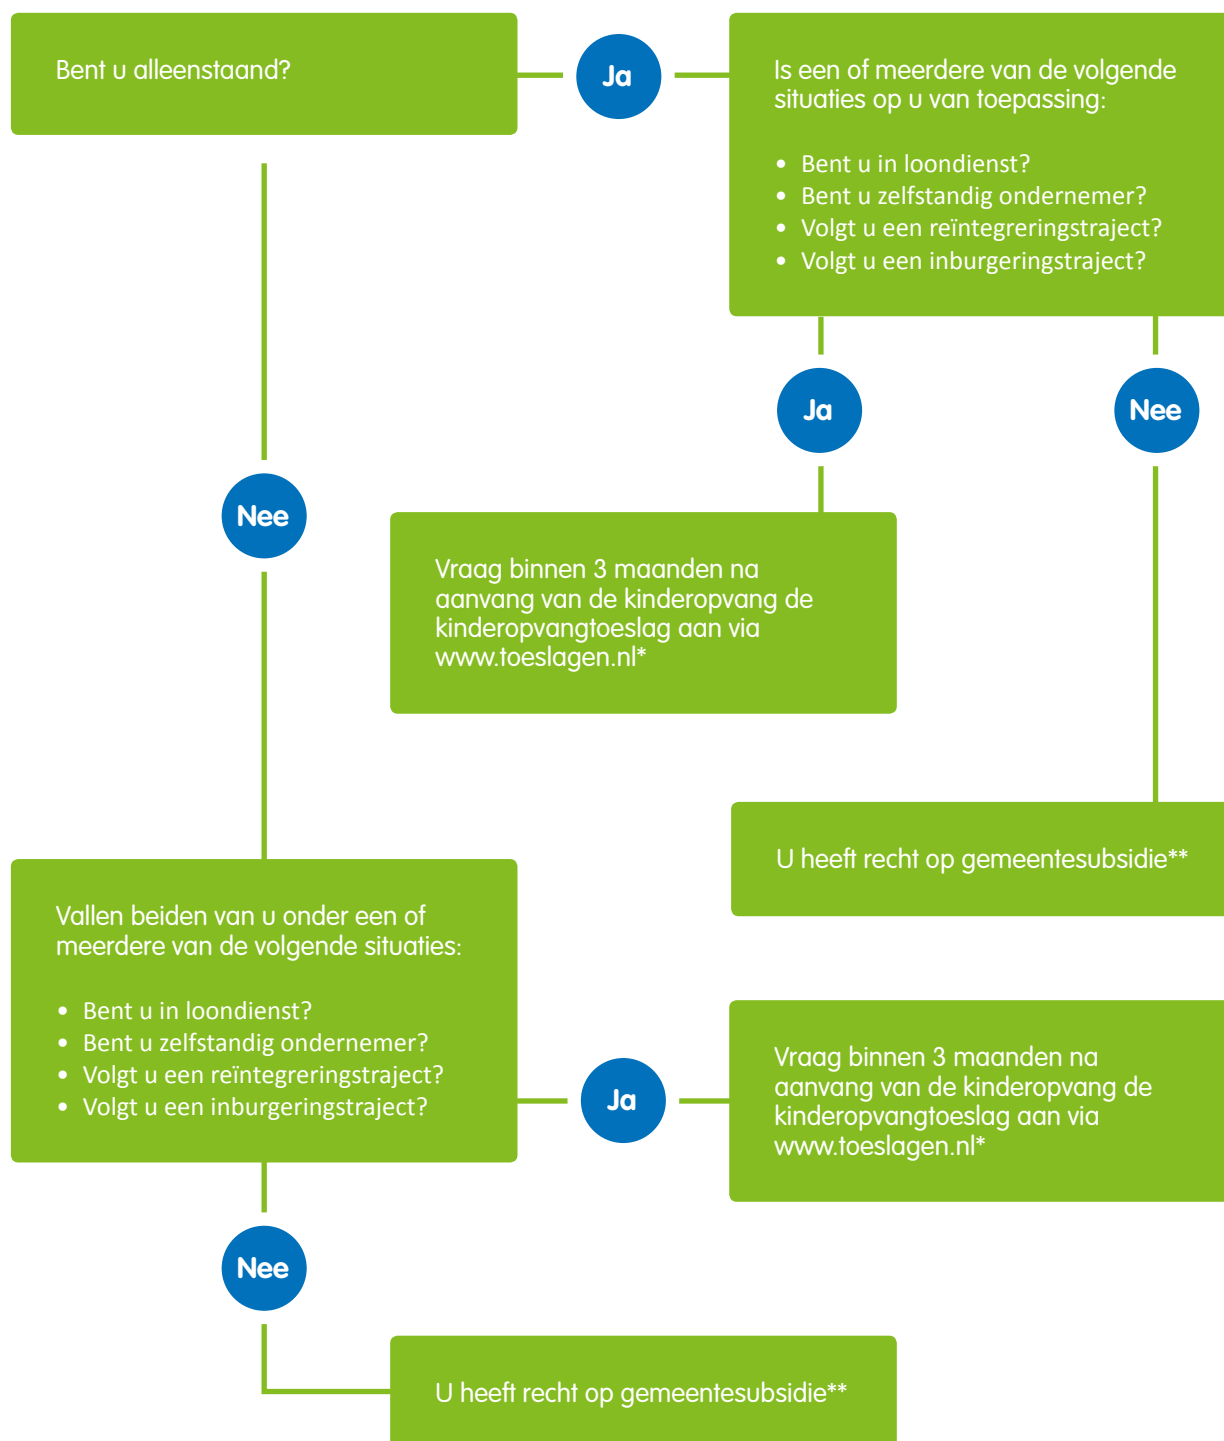 Bent u alleenstaand?
Ja
Is een of meerdere van de volgende
situaties op u van toepassing:
• Bent u in loondienst?
• Bent u zelfstandig ondernemer?
• Volgt u een reïntegreringstraject?
• Volgt u een inburgeringstraject?
Ja
Nee
Nee
Vraag binnen 3 maanden na
aanvang van de kinderopvang de
kinderopvangtoeslag aan via
www.toeslagen.nl*
U heeft recht op gemeentesubsidie**
Vallen beiden van u onder een of
meerdere van de volgende situaties:
• Bent u in loondienst?
• Bent u zelfstandig ondernemer?
• Volgt u een reïntegreringstraject?
• Volgt u een inburgeringstraject?
Ja
Vraag binnen 3 maanden na
aanvang van de kinderopvang de
kinderopvangtoeslag aan via
www.toeslagen.nl*
Nee
U heeft recht op gemeentesubsidie**